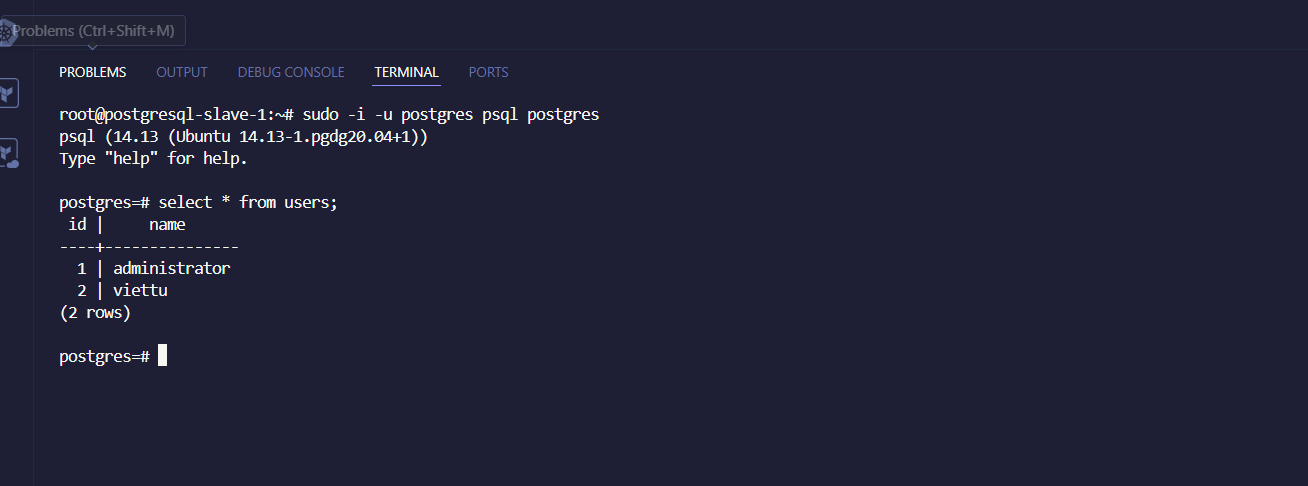 Problems (Ctrl+Shift+M)
PROBLEMS OUTPUT DEBUG CONSOLE TERMINAL PORTS
root@postgresql-slave-1:~# sudo -i -u postgres psql postgres
psql (14.13 (Ubuntu 14.13-1.pgdg20.04+1))
Type "help" for help.
postgres=# select * from users;
 id |     name
----+---------------
  1 | administrator
  2 | viettu
(2 rows)
postgres=#